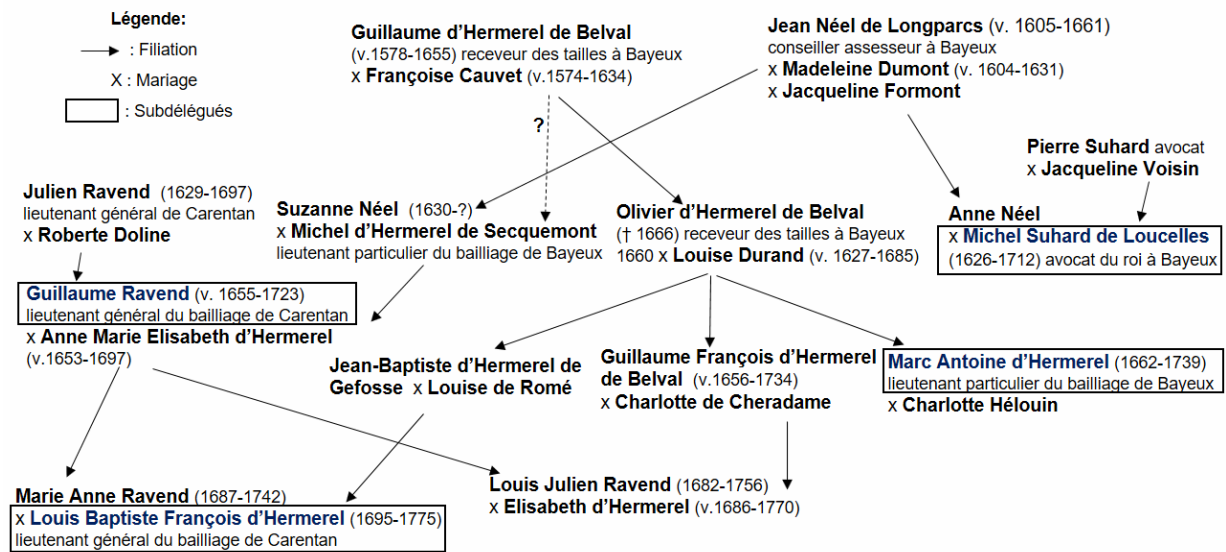 Légende:
: Filiation
X : Mariage
: Subdélégués
Guillaume d'Hermerel de Belval
(v.1578-1655) receveur des tailles à Bayeux
x Françoise Cauvet (v.1574-1634)
Jean Néel de Longparcs (v. 1605-1661)
conseiller assesseur à Bayeux
x Madeleine Dumont (v. 1604-1631)
x Jacqueline Formont
?
Pierre Suhard avocat
x Jacqueline Voisin
Julien Ravend (1629-1697)
lieutenant général de Carentan
x Roberte Doline
Suzanne Néel (1630-?)
x Michel d'Hermerel de Secquemont
lieutenant particulier du bailliage de Bayeux
Olivier d'Hermerel de Belval
(† 1666) receveur des tailles à Bayeux
1660 x Louise Durand (v. 1627-1685)
Anne Néel
x Michel Suhard de Loucelles
(1626-1712) avocat du roi à Bayeux
Guillaume Ravend (v. 1655-1723)
lieutenant général du bailliage de Carentan
x Anne Marie Elisabeth d'Hermerel
(v.1653-1697)
Jean-Baptiste d'Hermerel de
Gefosse x Louise de Romé
Guillaume François d'Hermerel
de Belval (v.1656-1734)
x Charlotte de Cheradame
Marc Antoine d'Hermerel (1662-1739)
lieutenant particulier du bailliage de Bayeux
x Charlotte Hélouin
Marie Anne Ravend (1687-1742)
x Louis Baptiste François d'Hermerel (1695-1775)
lieutenant général du bailliage de Carentan
Louis Julien Ravend (1682-1756)
x Elisabeth d'Hermerel (v.1686-1770)